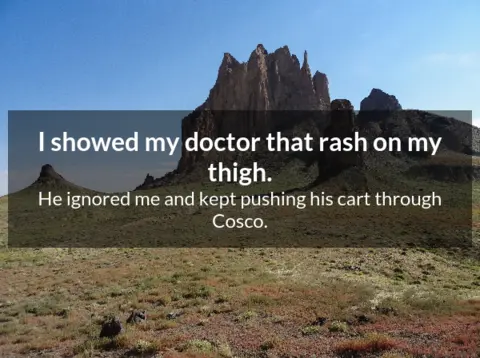 I showed my doctor that rash on my
thigh.
He ignored me and kept pushing his cart through
Cosco.